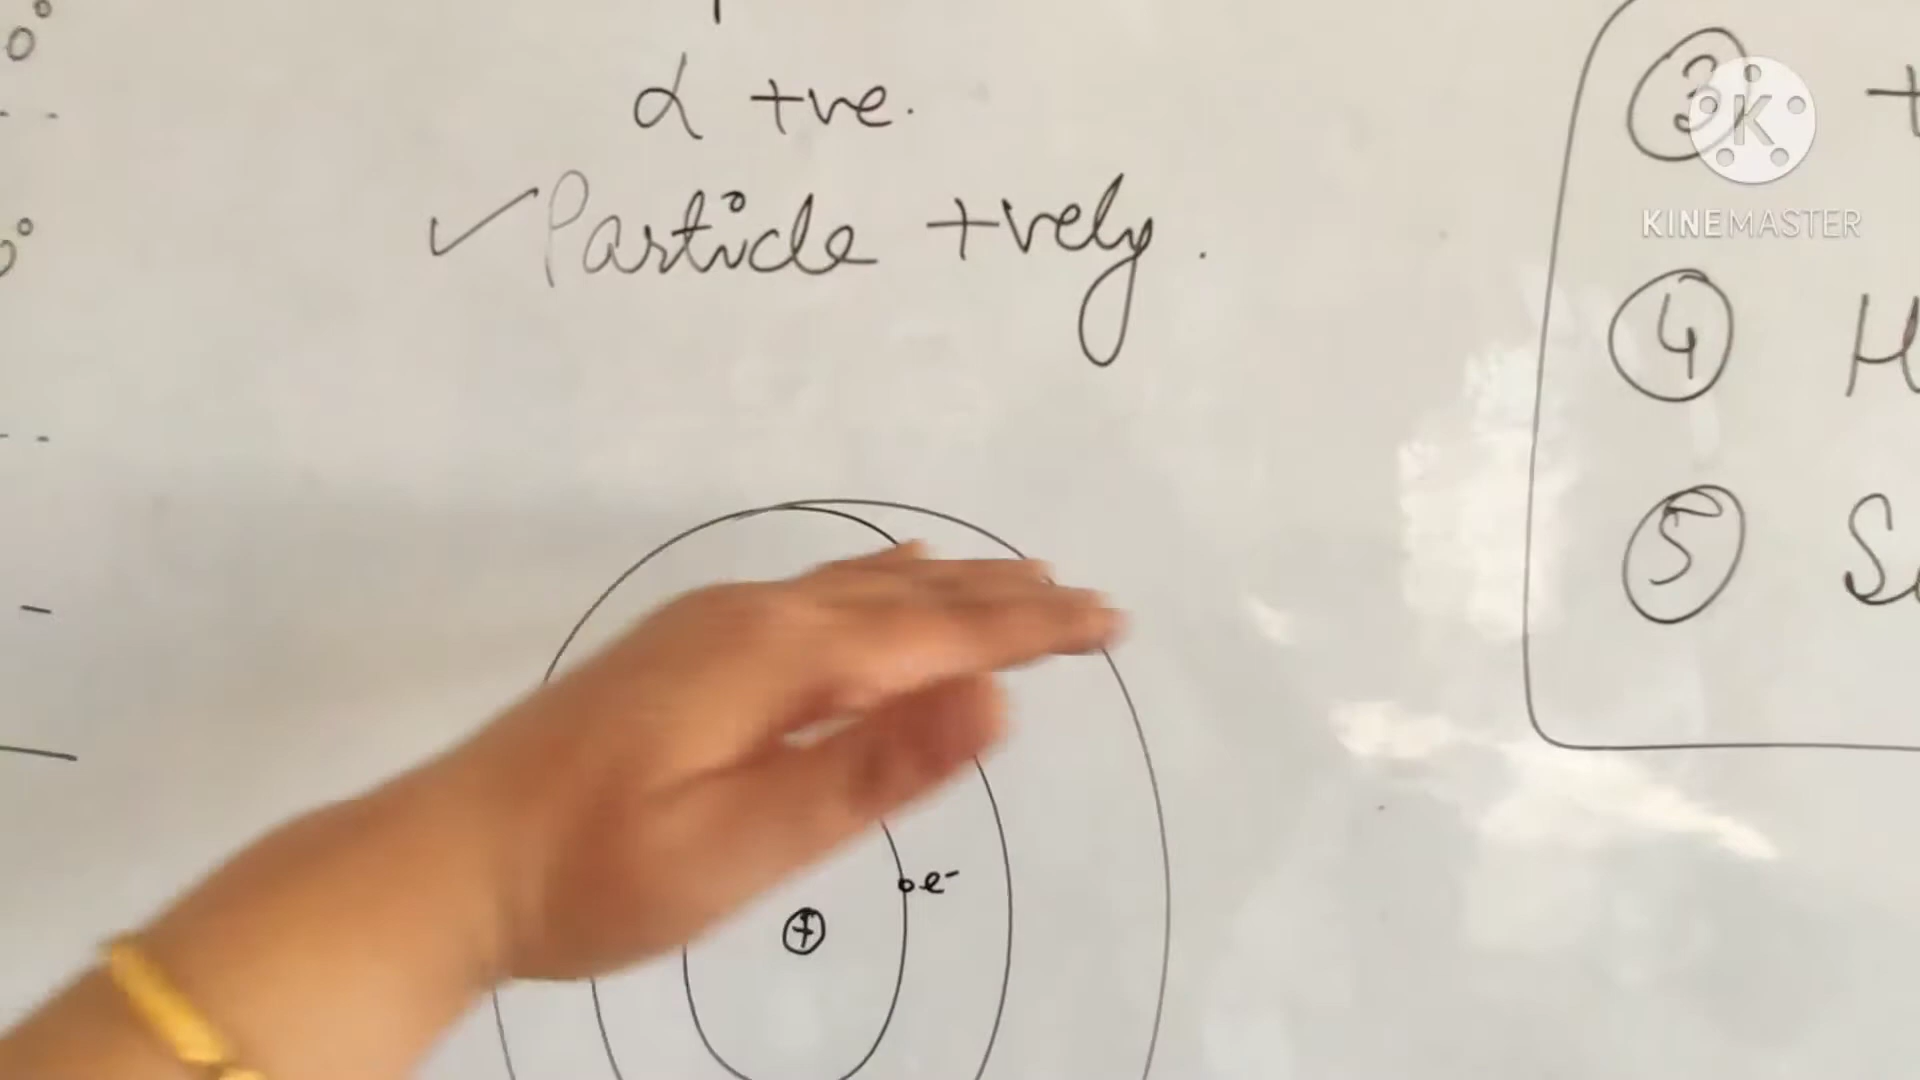 α +ve.
✓ Particle +vely.
e-
+
③ +
④ H
⑤ S
KINEMASTER